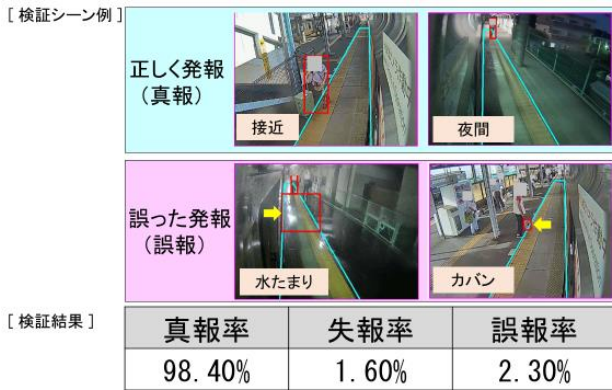 [ 検証シーン例 ]
正しく発報
(真報)
接近
夜間
誤った発報
(誤報)
水たまり
カバン
[ 検証結果 ]
真報率 失報率 誤報率
98.40% 1.60% 2.30%